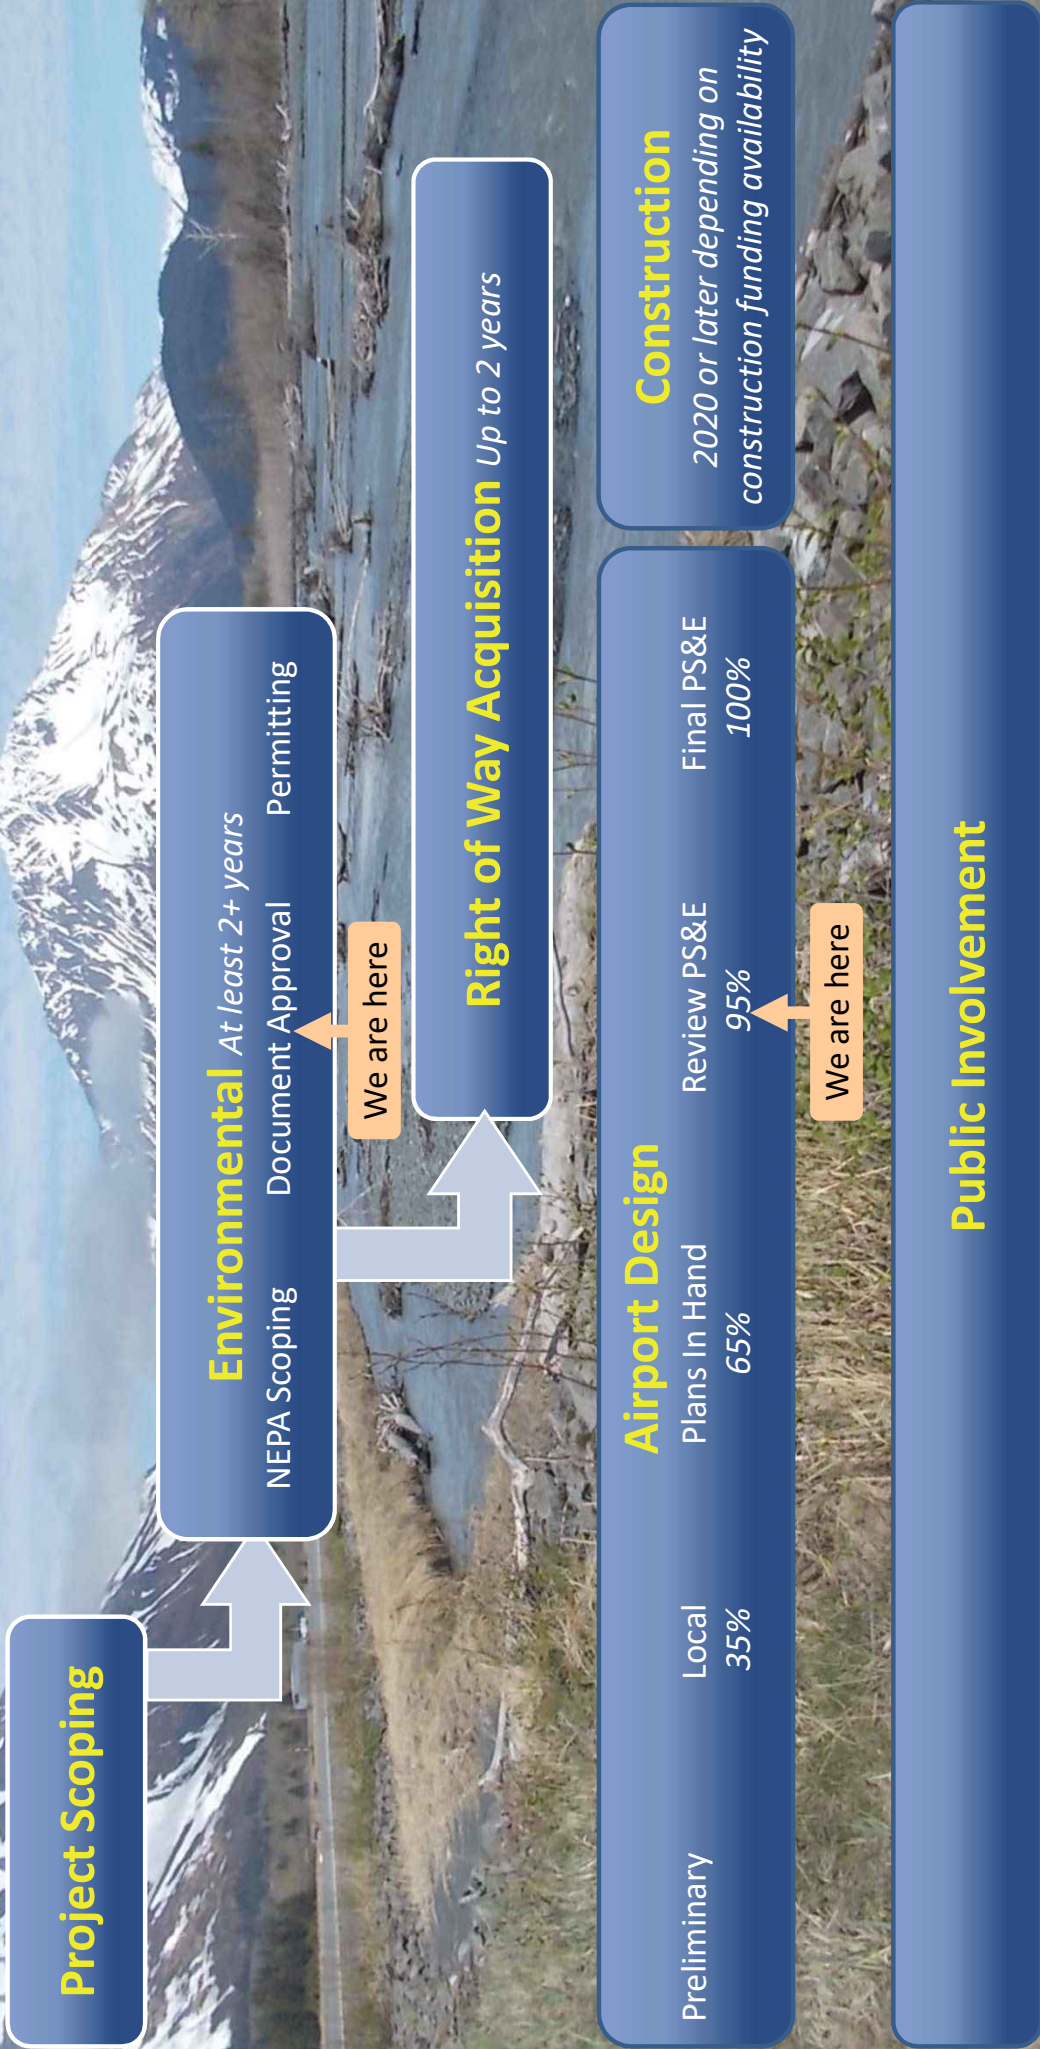 Project Scoping
Environmental At least 2+ years
NEPA Scoping Document Approval Permitting
We are here
Right of Way Acquisition Up to 2 years
Airport Design
Preliminary Local Plans In Hand Review PS&E Final PS&E
35% 65% 95% 100%
We are here
Construction
2020 or later depending on
construction funding availability
Public Involvement